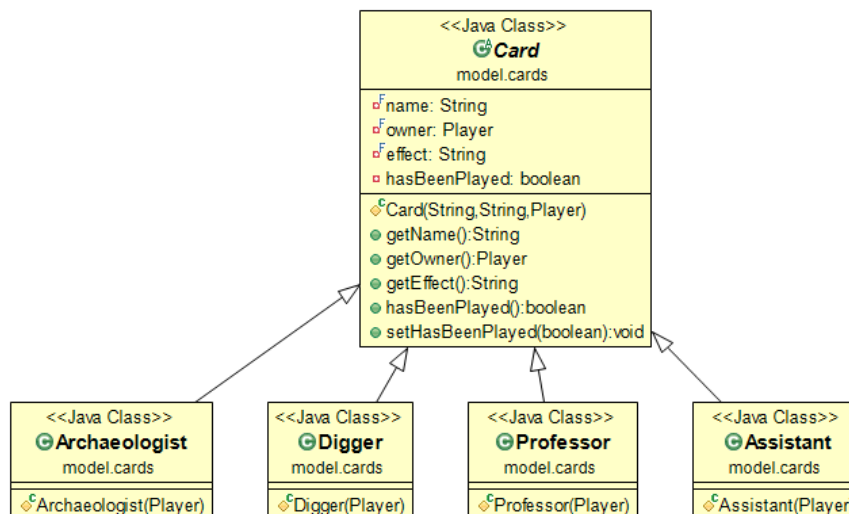 <<Java Class>>
Card
model.cards
name: String
owner: Player
effect: String
hasBeenPlayed: boolean
Card(String,String,Player)
getName():String
getOwner():Player
getEffect():String
hasBeenPlayed():boolean
setHasBeenPlayed(boolean):void
<<Java Class>>
Archaeologist
model.cards
Archaeologist(Player)
<<Java Class>>
Digger
model.cards
Digger(Player)
<<Java Class>>
Professor
model.cards
Professor(Player)
<<Java Class>>
Assistant
model.cards
Assistant(Player